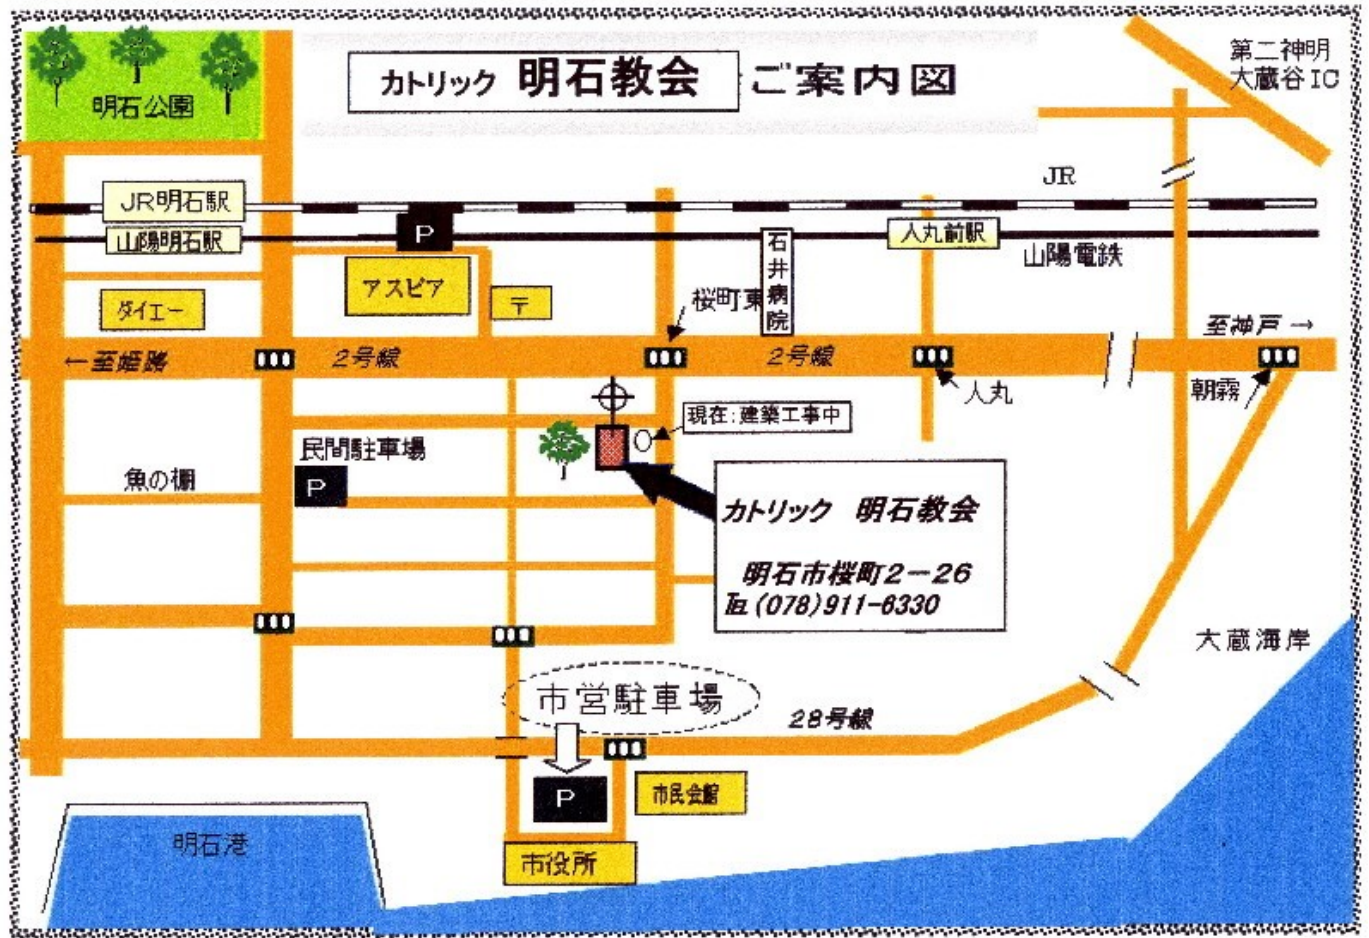 カトリック 明石教会 ご案内図
第二神明
大蔵谷IC
明石公園
JR明石駅
JR
山陽明石駅
P
人丸前駅
山陽電鉄
石井病院
アスピア
〒
ダイエー
桜町東
至神戸→
←至姫路
2号線
2号線
人丸
朝霧
現在:建築工事中
民間駐車場
P
魚の棚
カトリック 明石教会
明石市桜町2-26
℡(078)911-6330
大蔵海岸
市営駐車場
28号線
P
市民会館
明石港
市役所